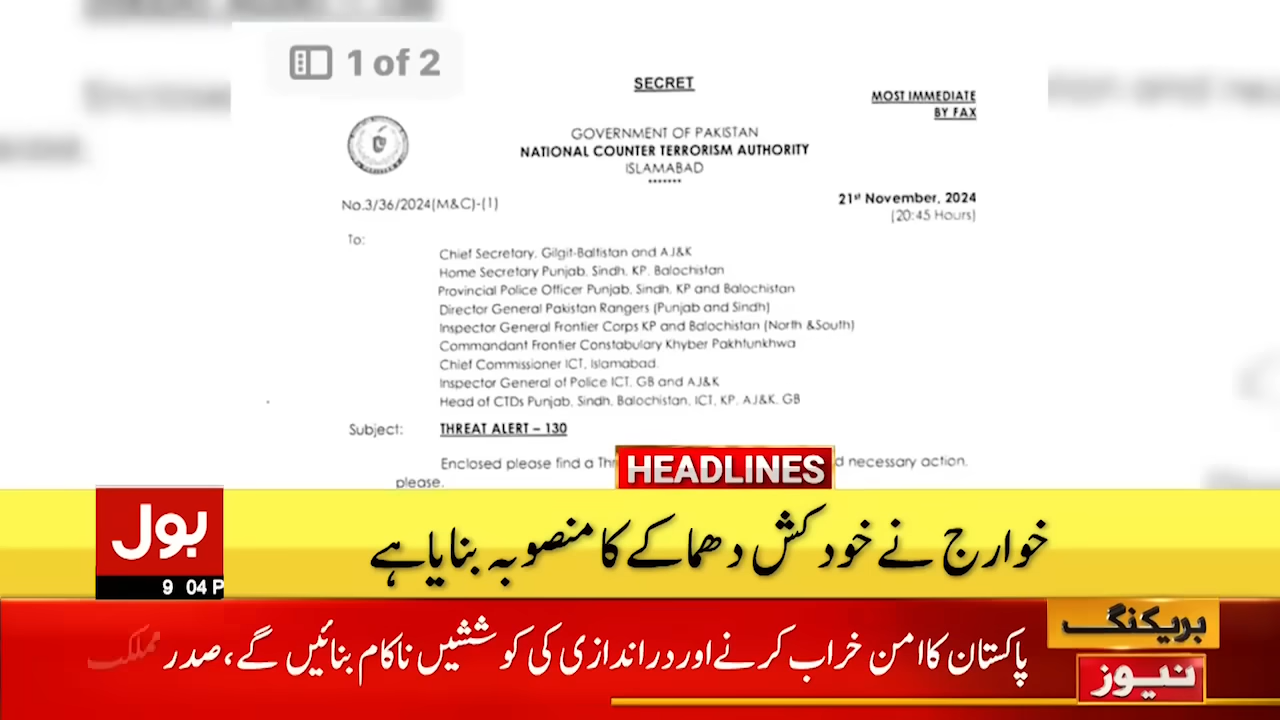 1 of 2
SECRET
MOST IMMEDIATE
BY FAX
GOVERNMENT OF PAKISTAN
NATIONAL COUNTER TERRORISM AUTHORITY
ISLAMABAD
*******
No.3/36/2024(M&C)-(1)
21st November, 2024
(20:45 Hours)
To:
Chief Secretary, Gilgit-Baltistan and AJ&K
Home Secretary Punjab, Sindh, KP, Balochistan
Provincial Police Officer Punjab, Sindh, KP and Balochistan
Director General Pakistan Rangers (Punjab and Sindh)
Inspector General Frontier Corps KP and Balochistan (North &South)
Commandant Frontier Constabulary Khyber Pakhtunkhwa
Chief Commissioner ICT, Islamabad.
Inspector General of Police ICT, GB and AJ&K
Head of CTDs Punjab, Sindh, Balochistan, ICT, KP, AJ&K, GB
Subject: THREAT ALERT – 130
Enclosed please find a necessary action,
please.
HEADLINES
بول
خوارج نے خودکش دھماکے کا منصوبہ بنایا ہے
9 04 P
بریکنگ
نیوز
پاکستان کا امن خراب کرنے اور دراندازی کی کوششیں ناکام بنائیں گے، صدر مملکت